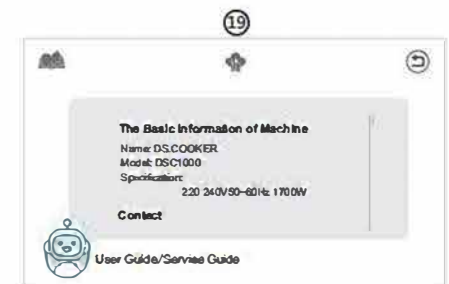 19
The Basic Information of Machine
Name: DS.COOKER
Model: DSC1000
Specification:
220 240V 50-60Hz 1700W
Contact
User Guide/Service Guide